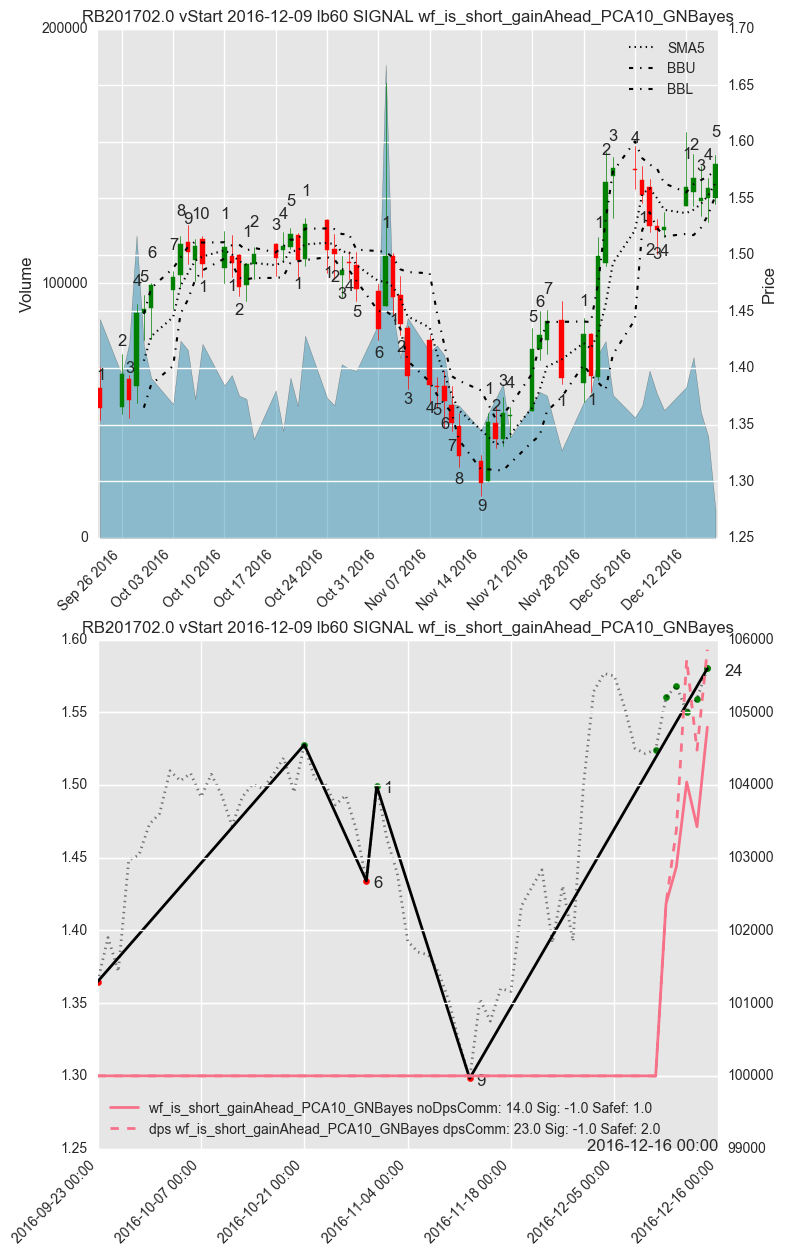 RB201702.0 vStart 2016-12-09 lb60 SIGNAL wf_is_short_gainAhead_PCA10_GNBayes
200000
100000
0
Volume
1.70
1.65
1.60
1.55
1.50
1.45
1.40
1.35
1.30
1.25
Price
SMA5
BBU
BBL
Sep 26 2016
Oct 03 2016
Oct 10 2016
Oct 17 2016
Oct 24 2016
Oct 31 2016
Nov 07 2016
Nov 14 2016
Nov 21 2016
Nov 28 2016
Dec 05 2016
Dec 12 2016
RB201702.0 vStart 2016-12-09 lb60 SIGNAL wf_is_short_gainAhead_PCA10_GNBayes
1.60
1.55
1.50
1.45
1.40
1.35
1.30
1.25
106000
105000
104000
103000
102000
101000
100000
99000
24
1
6
9
wf_is_short_gainAhead_PCA10_GNBayes noDpsComm: 14.0 Sig: -1.0 Safef: 1.0
dps wf_is_short_gainAhead_PCA10_GNBayes dpsComm: 23.0 Sig: -1.0 Safef: 2.0
2016-12-16 00:00
2016-09-23 00:00
2016-10-07 00:00
2016-10-21 00:00
2016-11-04 00:00
2016-11-18 00:00
2016-12-05 00:00
2016-12-16 00:00